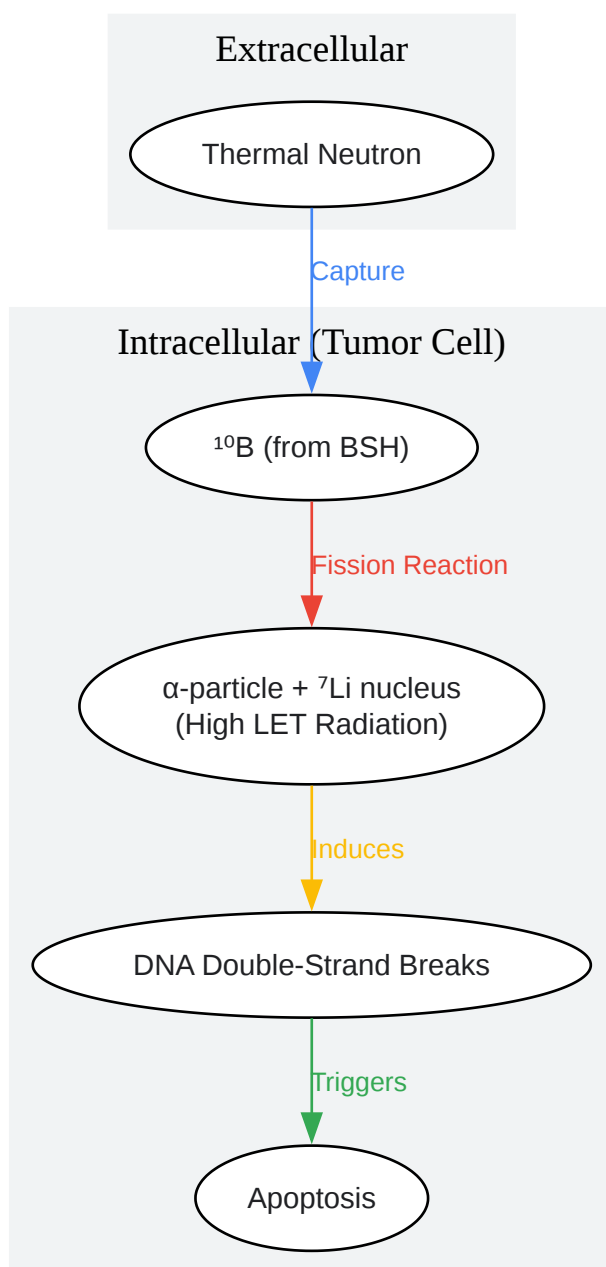 Extracellular
Thermal Neutron
Capture
Intracellular (Tumor Cell)
¹⁰B (from BSH)
Fission Reaction
α-particle + ⁷Li nucleus
(High LET Radiation)
Induces
DNA Double-Strand Breaks
Triggers
Apoptosis